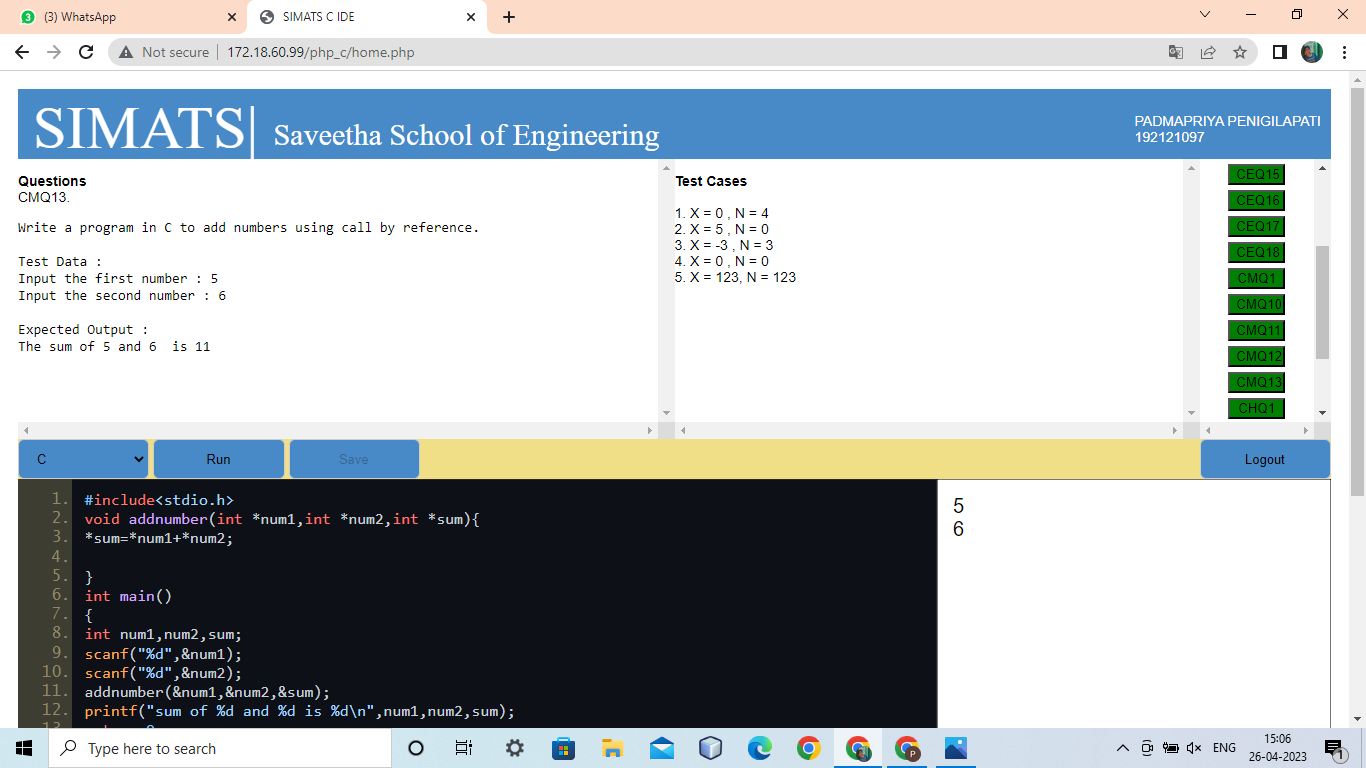 (3) WhatsApp
SIMATS C IDE
Not secure
172.18.60.99/php_c/home.php
SIMATS| Saveetha School of Engineering
PADMAPRIYA PENIGILAPATI
192121097
Questions
CMQ13.
Write a program in C to add numbers using call by reference.
Test Data :
Input the first number : 5
Input the second number : 6
Expected Output :
The sum of 5 and 6  is 11
Test Cases
1. X = 0 , N = 4
2. X = 5 , N = 0
3. X = -3 , N = 3
4. X = 0 , N = 0
5. X = 123, N = 123
CEQ15
CEQ16
CEQ17
CEQ18
CMQ1
CMQ10
CMQ11
CMQ12
CMQ13
CHQ1
C
Run
Save
Logout
1. #include<stdio.h>
2. void addnumber(int *num1,int *num2,int *sum){
3. *sum=*num1+*num2;
4.
5. }
6. int main()
7. {
8. int num1,num2,sum;
9. scanf("%d",&num1);
10. scanf("%d",&num2);
11. addnumber(&num1,&num2,&sum);
12. printf("sum of %d and %d is %d\n",num1,num2,sum);
5
6
Type here to search
P
ENG
15:06
26-04-2023
1